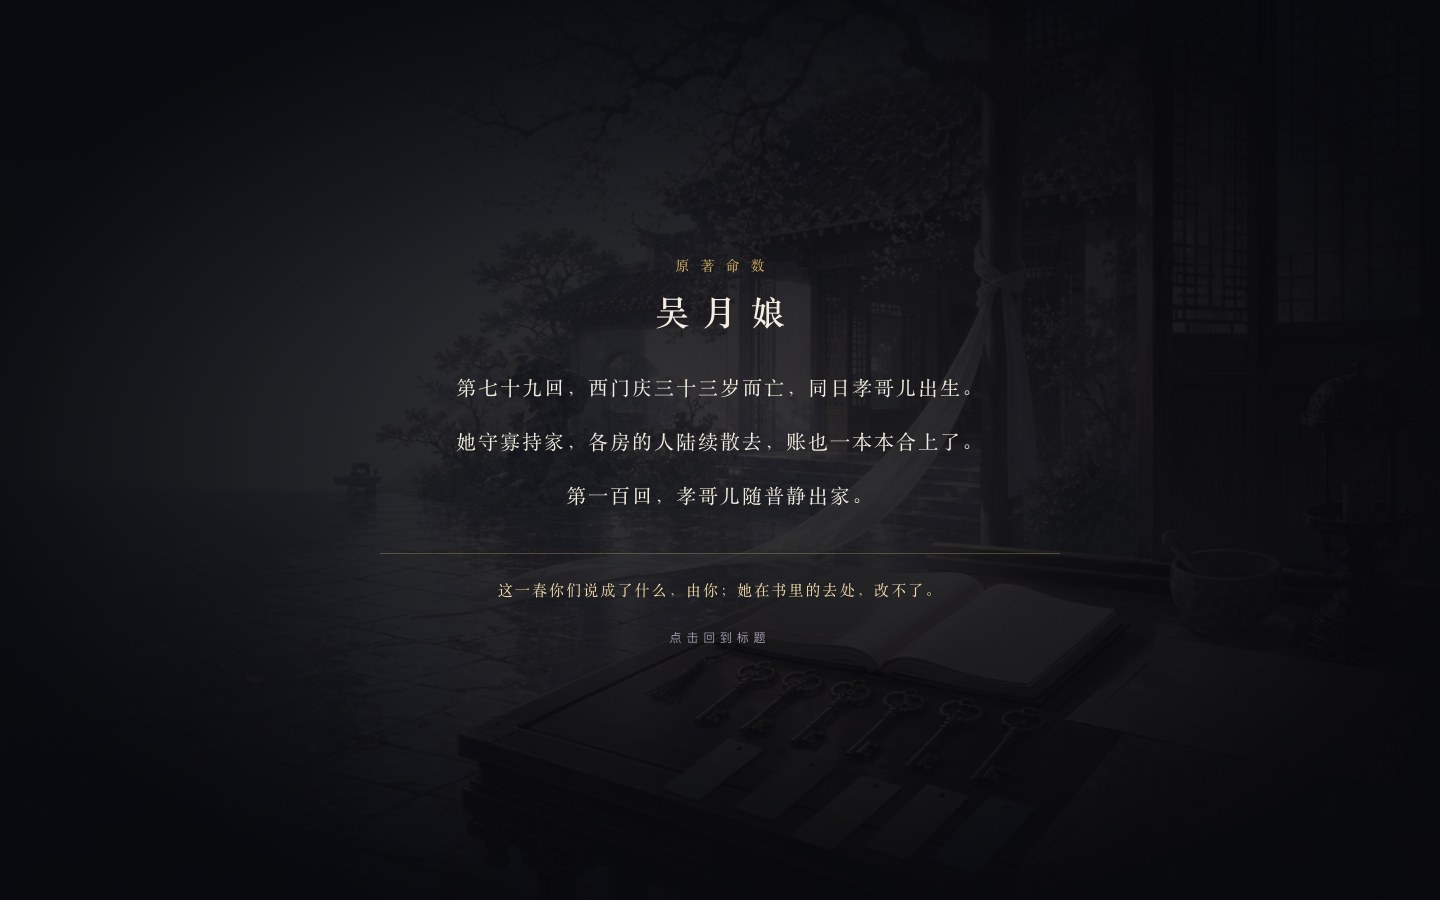 原著命数
吴月娘
第七十九回，西门庆三十三岁而亡，同日孝哥儿出生。
她守寡持家，各房的人陆续散去，账也一本本合上了。
第一百回，孝哥儿随普静出家。
这一春你们说成了什么，由你；她在书里的去处，改不了。
点击回到标题